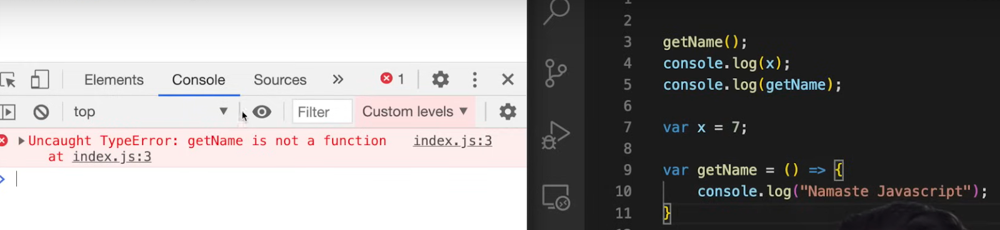 Elements Console Sources » 1
top Filter Custom levels
Uncaught TypeError: getName is not a function index.js:3
at index.js:3
1
2
3 getName();
4 console.log(x);
5 console.log(getName);
6
7 var x = 7;
8
9 var getName = () => {
10 console.log("Namaste Javascript");
11 }